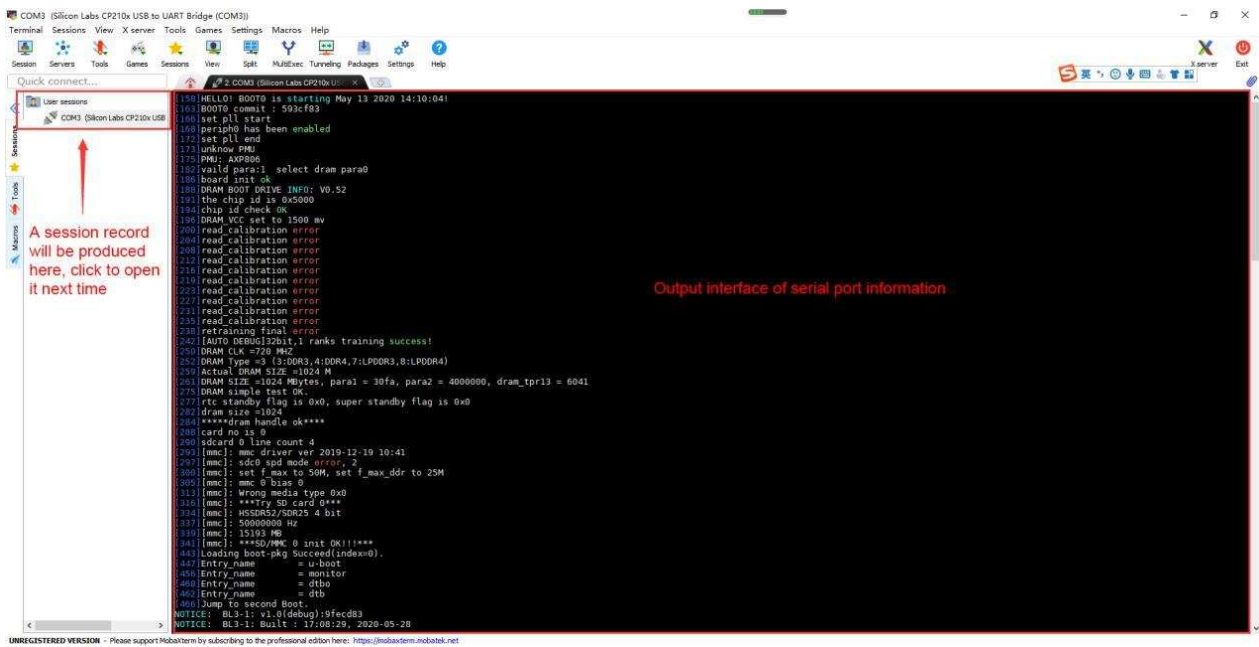 COM3 (Silicon Labs CP210x USB to UART Bridge (COM3))
Terminal Sessions View X server Tools Games Settings Macros Help
Session Servers Tools Games Sessions View Split MultiExec Tunneling Packages Settings Help X server Exit
英
Quick connect...
2. COM3 (Silicon Labs CP210x US
User sessions
COM3 (Silicon Labs CP210x USB
Sessions
Tools
Macros
A session record
will be produced
here, click to open
it next time
[158]HELLO! BOOT0 is starting May 13 2020 14:10:04!
[163]BOOT0 commit : 593cf83
[166]set pll start
[168]periph0 has been enabled
[172]set pll end
[173]unknow PMU
[175]PMU: AXP806
[182]vaild para:1 select dram para0
[186]board init ok
[188]DRAM BOOT DRIVE INFO: V0.52
[191]the chip id is 0x5000
[194]chip id check OK
[196]DRAM_VCC set to 1500 mv
[200]read_calibration error
[204]read_calibration error
[208]read_calibration error
[212]read_calibration error
[216]read_calibration error
[219]read_calibration error
[223]read_calibration error
[227]read_calibration error
[231]read_calibration error
[235]read_calibration error
[238]retraining final error
[242][AUTO DEBUG]32bit,1 ranks training success!
[250]DRAM CLK =720 MHZ
[252]DRAM Type =3 (3:DDR3,4:DDR4,7:LPDDR3,8:LPDDR4)
[259]Actual DRAM SIZE =1024 M
[261]DRAM SIZE =1024 MBytes, para1 = 30fa, para2 = 4000000, dram_tpr13 = 6041
[275]DRAM simple test OK.
[277]rtc standby flag is 0x0, super standby flag is 0x0
[282]dram size =1024
[284]*****dram handle ok****
[288]card no is 0
[290]sdcard 0 line count 4
[293][mmc]: mmc driver ver 2019-12-19 10:41
[297][mmc]: sdc0 spd mode error, 2
[300][mmc]: set f_max to 50M, set f_max_ddr to 25M
[305][mmc]: mmc 0 bias 0
[313][mmc]: Wrong media type 0x0
[316][mmc]: ***Try SD card 0***
[334][mmc]: HSSDR52/SDR25 4 bit
[337][mmc]: 50000000 Hz
[339][mmc]: 15193 MB
[341][mmc]: ***SD/MMC 0 init OK!!!***
[443]Loading boot-pkg Succeed(index=0).
[447]Entry_name = u-boot
[456]Entry_name = monitor
[460]Entry_name = dtbo
[462]Entry_name = dtb
[466]Jump to second Boot.
NOTICE: BL3-1: v1.0(debug):9fecd83
NOTICE: BL3-1: Built : 17:08:29, 2020-05-28
Output interface of serial port information
UNREGISTERED VERSION - Please support MobaXterm by subscribing to the professional edition here: https://mobaxterm.mobatek.net